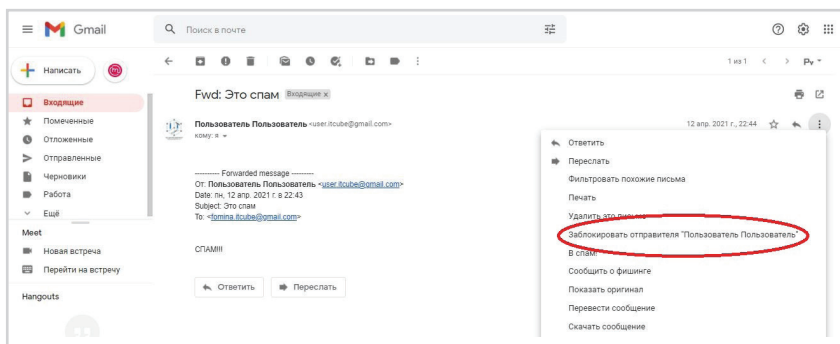 Gmail
Поиск в почте
Написать
1 из 1
Ру
Входящие
Помеченные
Отложенные
Отправленные
Черновики
Работа
Ещё
Meet
Новая встреча
Перейти на встречу
Hangouts
Fwd: Это спам Входящие x
Пользователь Пользователь <user.itcube@gmail.com>
кому: я
12 апр. 2021 г., 22:44
---------- Forwarded message ---------
От: Пользователь Пользователь <user.itcube@gmail.com>
Date: пн, 12 апр. 2021 г. в 22:43
Subject: Это спам
To: <fomina.itcube@gmail.com>
СПАМ!!!
Ответить
Переслать
Ответить
Переслать
Фильтровать похожие письма
Печать
Удалить это письмо
Заблокировать отправителя "Пользователь Пользователь"
В спам!
Сообщить о фишинге
Показать оригинал
Перевести сообщение
Скачать сообщение